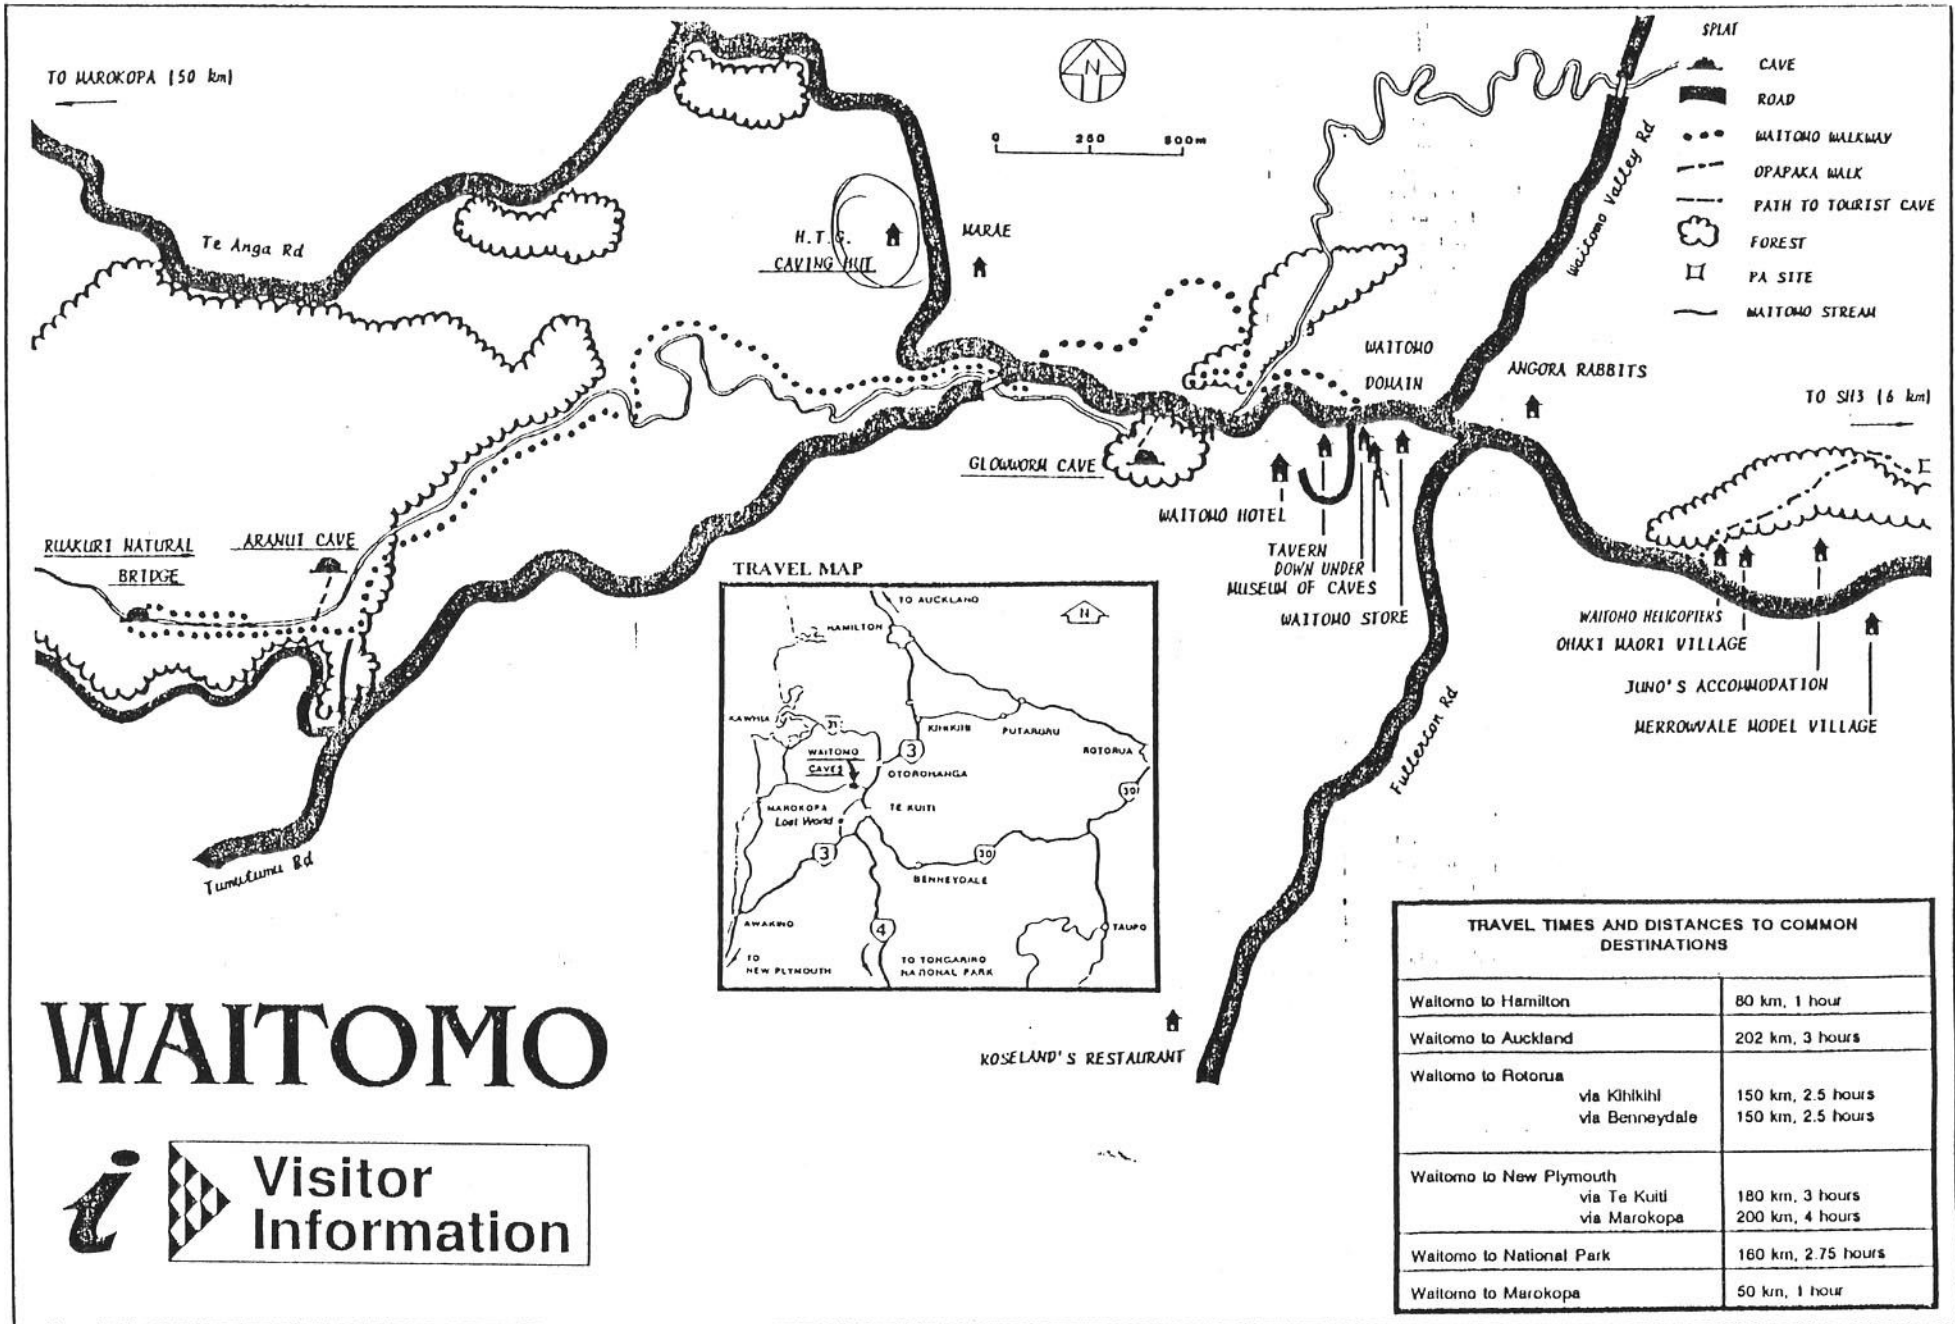 SPLAT
CAVE
ROAD
WAITOMO WALKWAY
OPAPAKA WALK
PATH TO TOURIST CAVE
FOREST
PA SITE
WAITOMO STREAM
TO MAROKOPA (50 km)
N
0 250 500m
Te Anga Rd
H.T.G.
CAVING HUT
MARAE
Waitomo Valley Rd
WAITOMO
DOMAIN
ANGORA RABBITS
TO SH3 (6 km)
GLOWWORM CAVE
WAITOMO HOTEL
TAVERN
DOWN UNDER
MUSEUM OF CAVES
WAITOMO STORE
RUAKURI NATURAL
BRIDGE
ARANUI CAVE
WAITOMO HELICOPTERS
OHAKI MAORI VILLAGE
JUNO'S ACCOMMODATION
MERROWVALE MODEL VILLAGE
Fullerton Rd
Tumutumu Rd
ROSELAND'S RESTAURANT
TRAVEL MAP
TO AUCKLAND
N
HAMILTON
KAWHIA
31
KIHIKIHI
PUTARURU
ROTORUA
WAITOMO
CAVES
3
OTOROHANGA
30
MAROKOPA
Lost World
TE KUITI
3
30
BENNEYDALE
AWAKINO
4
TAUPO
TO
NEW PLYMOUTH
TO TONGARIRO
NATIONAL PARK
WAITOMO
i
Visitor
Information
TRAVEL TIMES AND DISTANCES TO COMMON
DESTINATIONS
Waitomo to Hamilton 80 km, 1 hour
Waitomo to Auckland 202 km, 3 hours
Waitomo to Rotorua
via Kihikihi 150 km, 2.5 hours
via Benneydale 150 km, 2.5 hours
Waitomo to New Plymouth
via Te Kuiti 180 km, 3 hours
via Marokopa 200 km, 4 hours
Waitomo to National Park 160 km, 2.75 hours
Waitomo to Marokopa 50 km, 1 hour